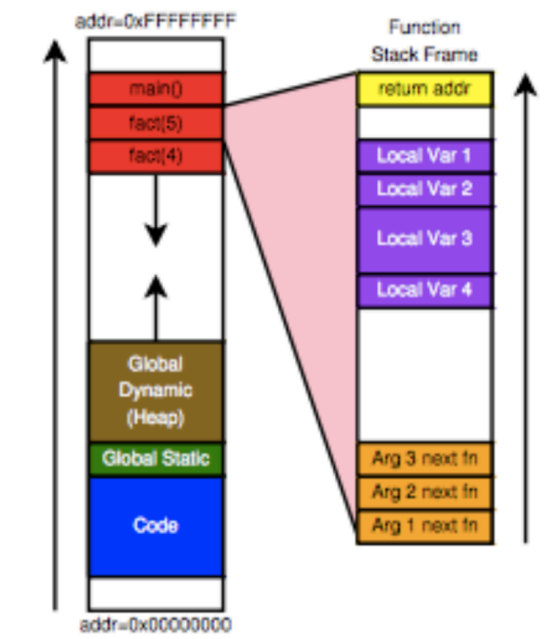 addr=0xFFFFFFFF
main()
fact(5)
fact(4)
Global
Dynamic
(Heap)
Global Static
Code
addr=0x00000000
Function
Stack Frame
return addr
Local Var 1
Local Var 2
Local Var 3
Local Var 4
Arg 3 next fn
Arg 2 next fn
Arg 1 next fn